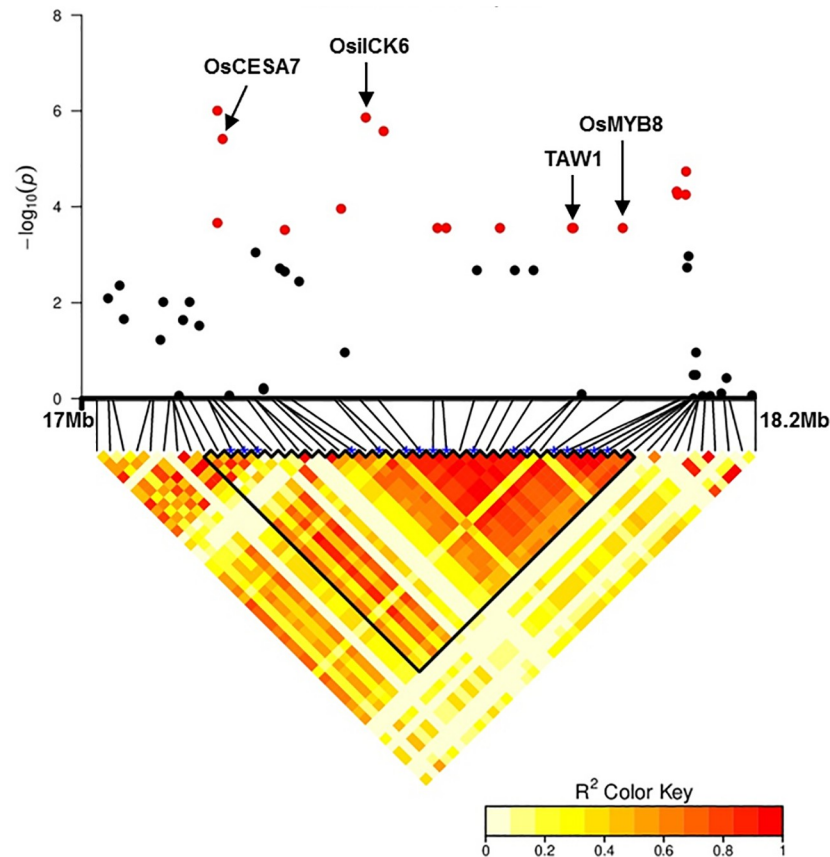 8
OsiICK6
OsCESA7
6
OsMYB8
TAW1
−log10(p)
4
2
0
17Mb
18.2Mb
R2 Color Key
0 0.2 0.4 0.6 0.8 1